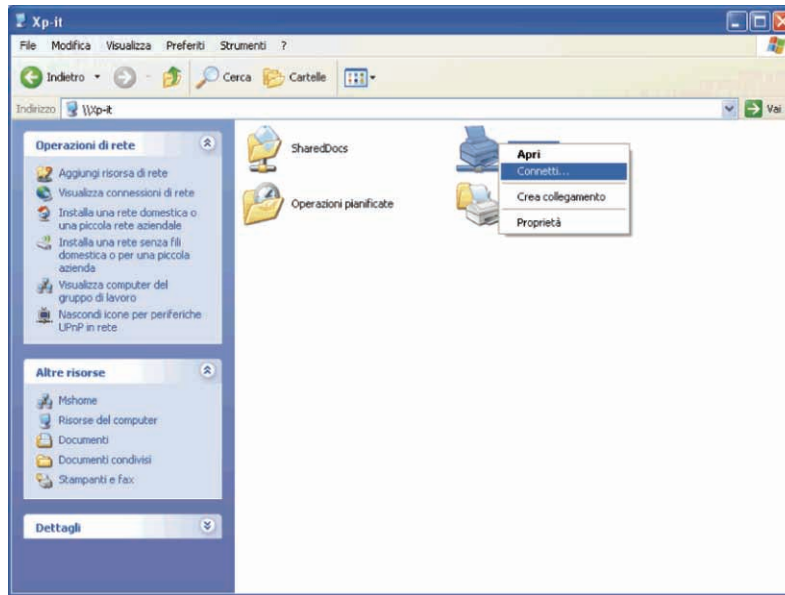 Xp-it
File Modifica Visualizza Preferiti Strumenti ?
Indietro Cerca Cartelle
Indirizzo \\Xp-it Vai
Operazioni di rete
Aggiungi risorsa di rete
Visualizza connessioni di rete
Installa una rete domestica o
una piccola rete aziendale
Installa una rete senza fili
domestica o per una piccola
azienda
Visualizza computer del
gruppo di lavoro
Nascondi icone per periferiche
UPnP in rete
Altre risorse
Mshome
Risorse del computer
Documenti
Documenti condivisi
Stampanti e fax
Dettagli
SharedDocs
Operazioni pianificate
Apri
Connetti...
Crea collegamento
Proprietà